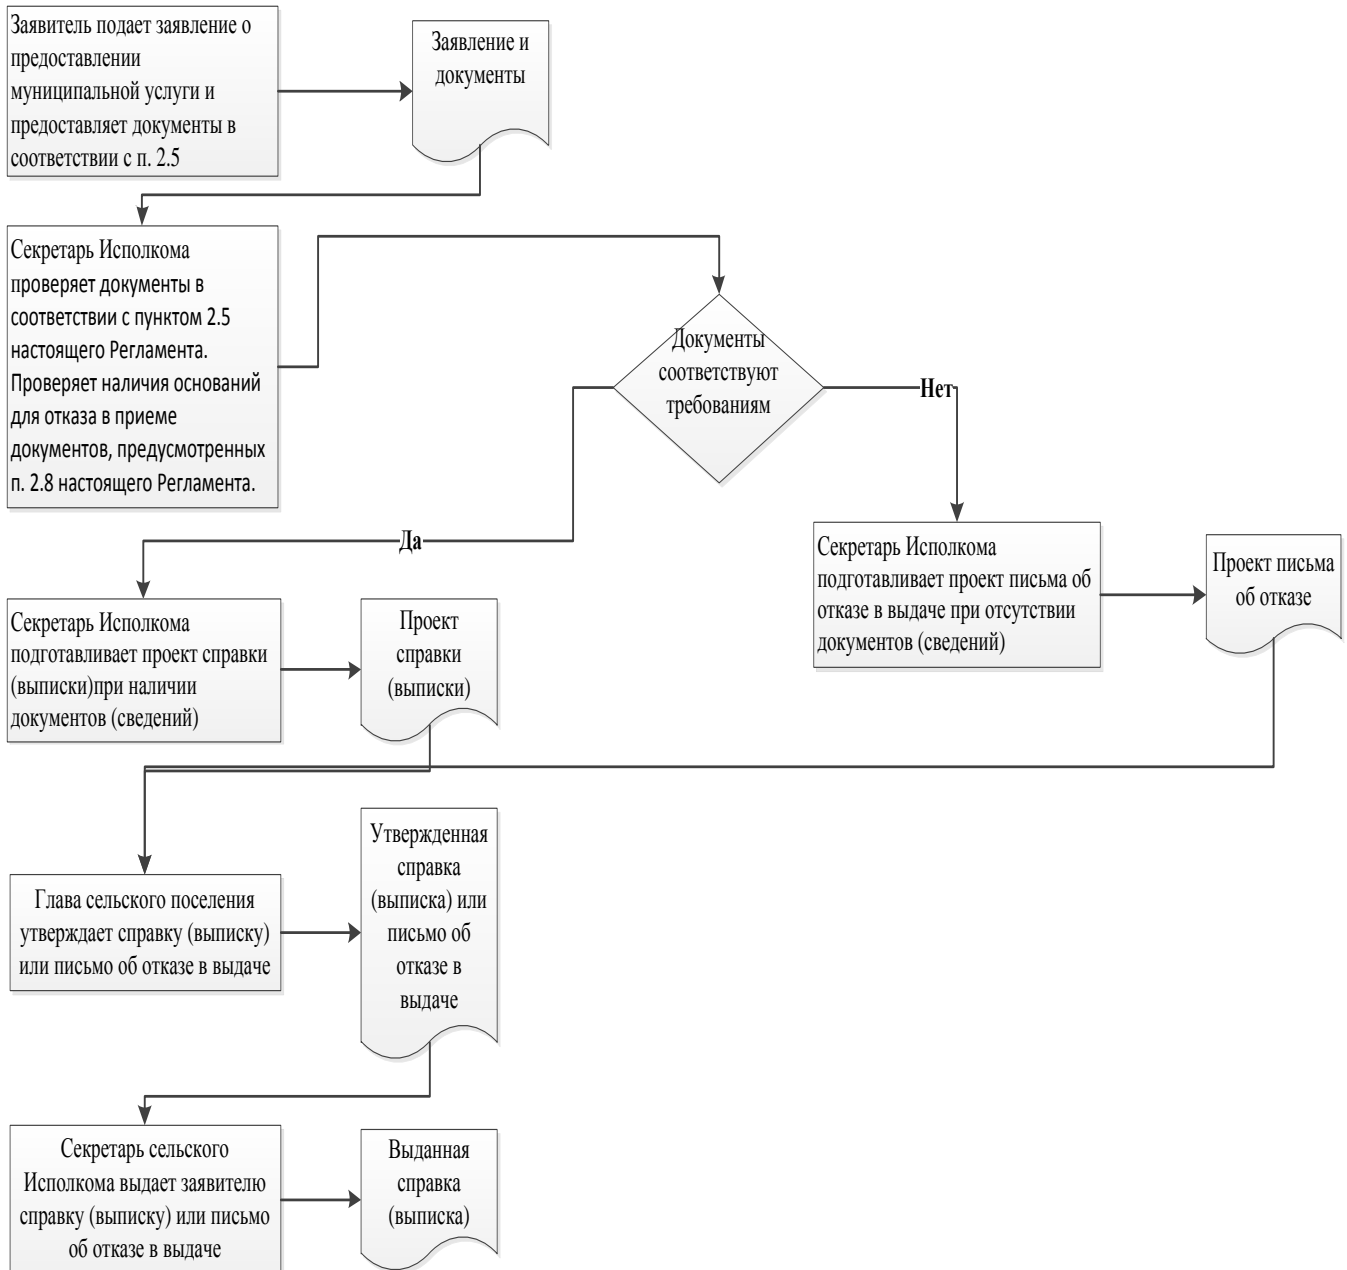 Заявитель подает заявление о
предоставлении
муниципальной услуги и
предоставляет документы в
соответствии с п. 2.5
Заявление и
документы
Секретарь Исполкома
проверяет документы в
соответствии с пунктом 2.5
настоящего Регламента.
Проверяет наличия оснований
для отказа в приеме
документов, предусмотренных
п. 2.8 настоящего Регламента.
Документы
соответствуют
требованиям
Нет
Да
Секретарь Исполкома
подготавливает проект письма об
отказе в выдаче при отсутствии
документов (сведений)
Проект письма
об отказе
Секретарь Исполкома
подготавливает проект справки
(выписки)при наличии
документов (сведений)
Проект
справки
(выписки)
Глава сельского поселения
утверждает справку (выписку)
или письмо об отказе в выдаче
Утвержденная
справка
(выписка) или
письмо об
отказе в
выдаче
Секретарь сельского
Исполкома выдает заявителю
справку (выписку) или письмо
об отказе в выдаче
Выданная
справка
(выписка)